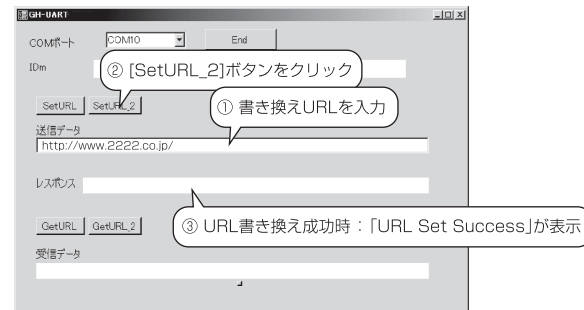 GH-UART
COMポート COM10 End
IDm
② [SetURL_2]ボタンをクリック
SetURL SetURL_2
① 書き換えURLを入力
送信データ
http://www.2222.co.jp/
レスポンス
GetURL GetURL_2
③ URL書き換え成功時：「URL Set Success」が表示
受信データ